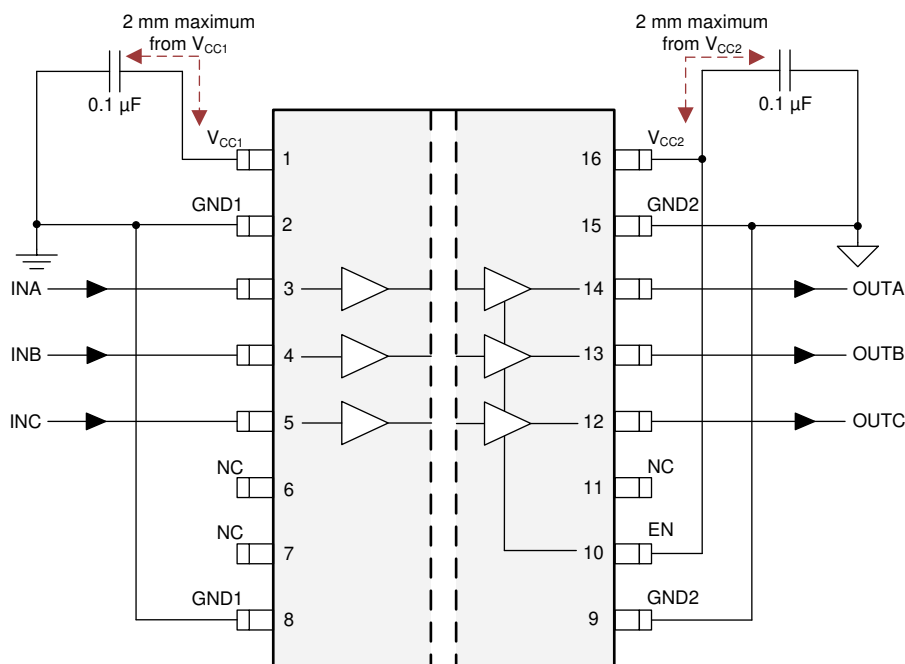 2 mm maximum
from VCC1
2 mm maximum
from VCC2
0.1 µF
0.1 µF
VCC1
1
16
VCC2
GND1
2
15
GND2
INA
3
14
OUTA
INB
4
13
OUTB
INC
5
12
OUTC
NC
6
11
NC
NC
7
10
EN
GND1
8
9
GND2